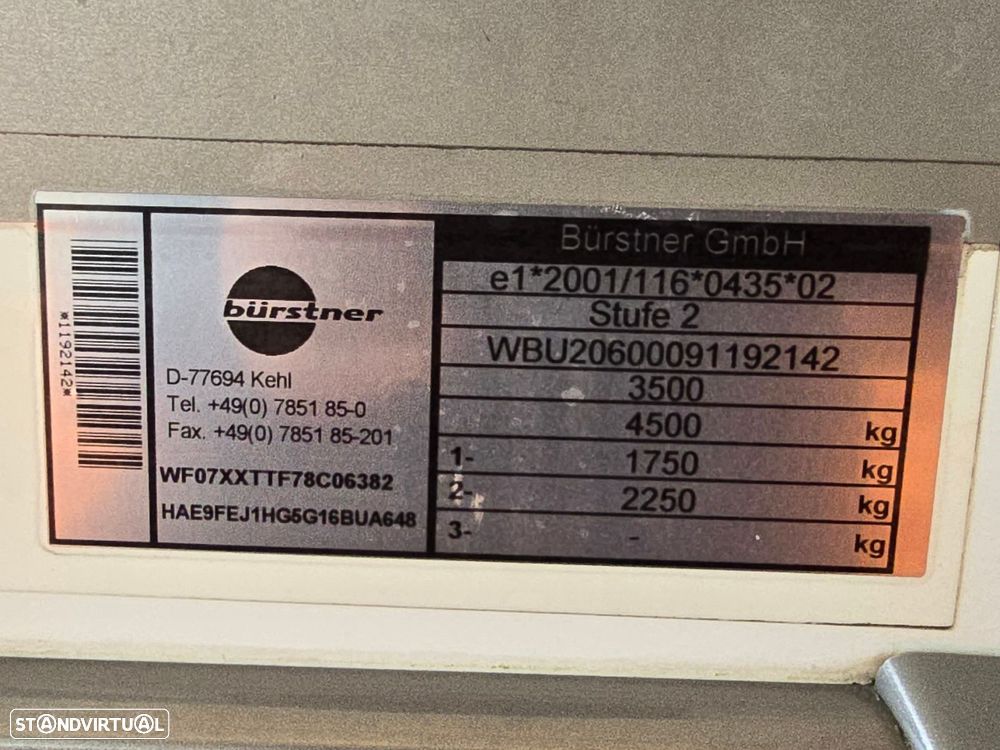 *1192142*
bürstner
D-77694 Kehl
Tel. +49(0) 7851 85-0
Fax. +49(0) 7851 85-201
WF07XXTTF78C06382
HAE9FEJ1HG5G16BUA648
Bürstner GmbH
e1*2001/116*0435*02
Stufe 2
WBU20600091192142
3500
4500 kg
1- 1750 kg
2- 2250 kg
3- - kg
STANDVIRTUAL